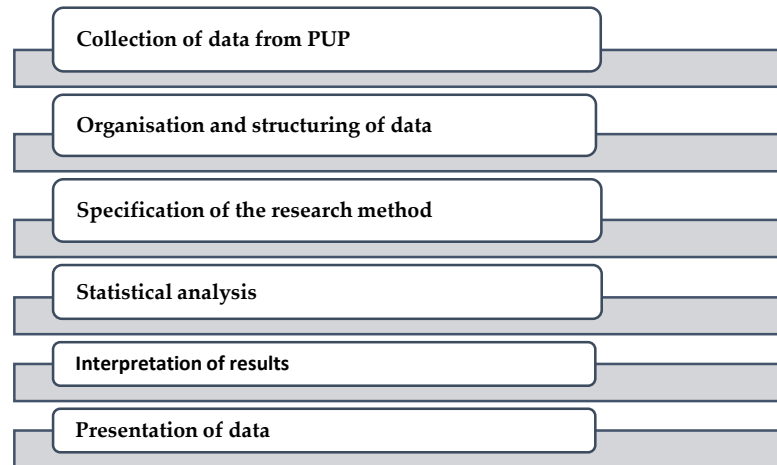 Collection of data from PUP
Organisation and structuring of data
Specification of the research method
Statistical analysis
Interpretation of results
Presentation of data